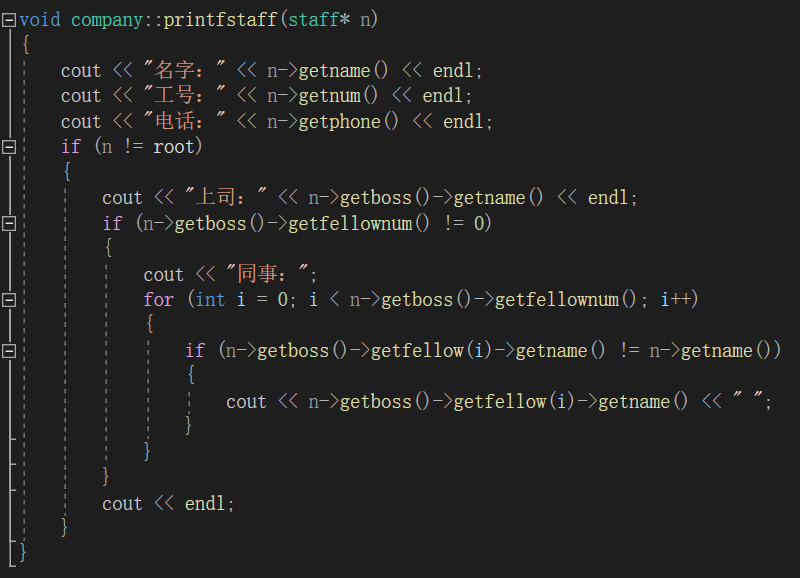 void company::printfstaff(staff* n)
{
cout << "名字：" << n->getname() << endl;
cout << "工号：" << n->getnum() << endl;
cout << "电话：" << n->getphone() << endl;
if (n != root)
{
cout << "上司：" << n->getboss()->getname() << endl;
if (n->getboss()->getfellownum() != 0)
{
cout << "同事：";
for (int i = 0; i < n->getboss()->getfellownum(); i++)
{
if (n->getboss()->getfellow(i)->getname() != n->getname())
{
cout << n->getboss()->getfellow(i)->getname() << " ";
}
}
}
cout << endl;
}
}